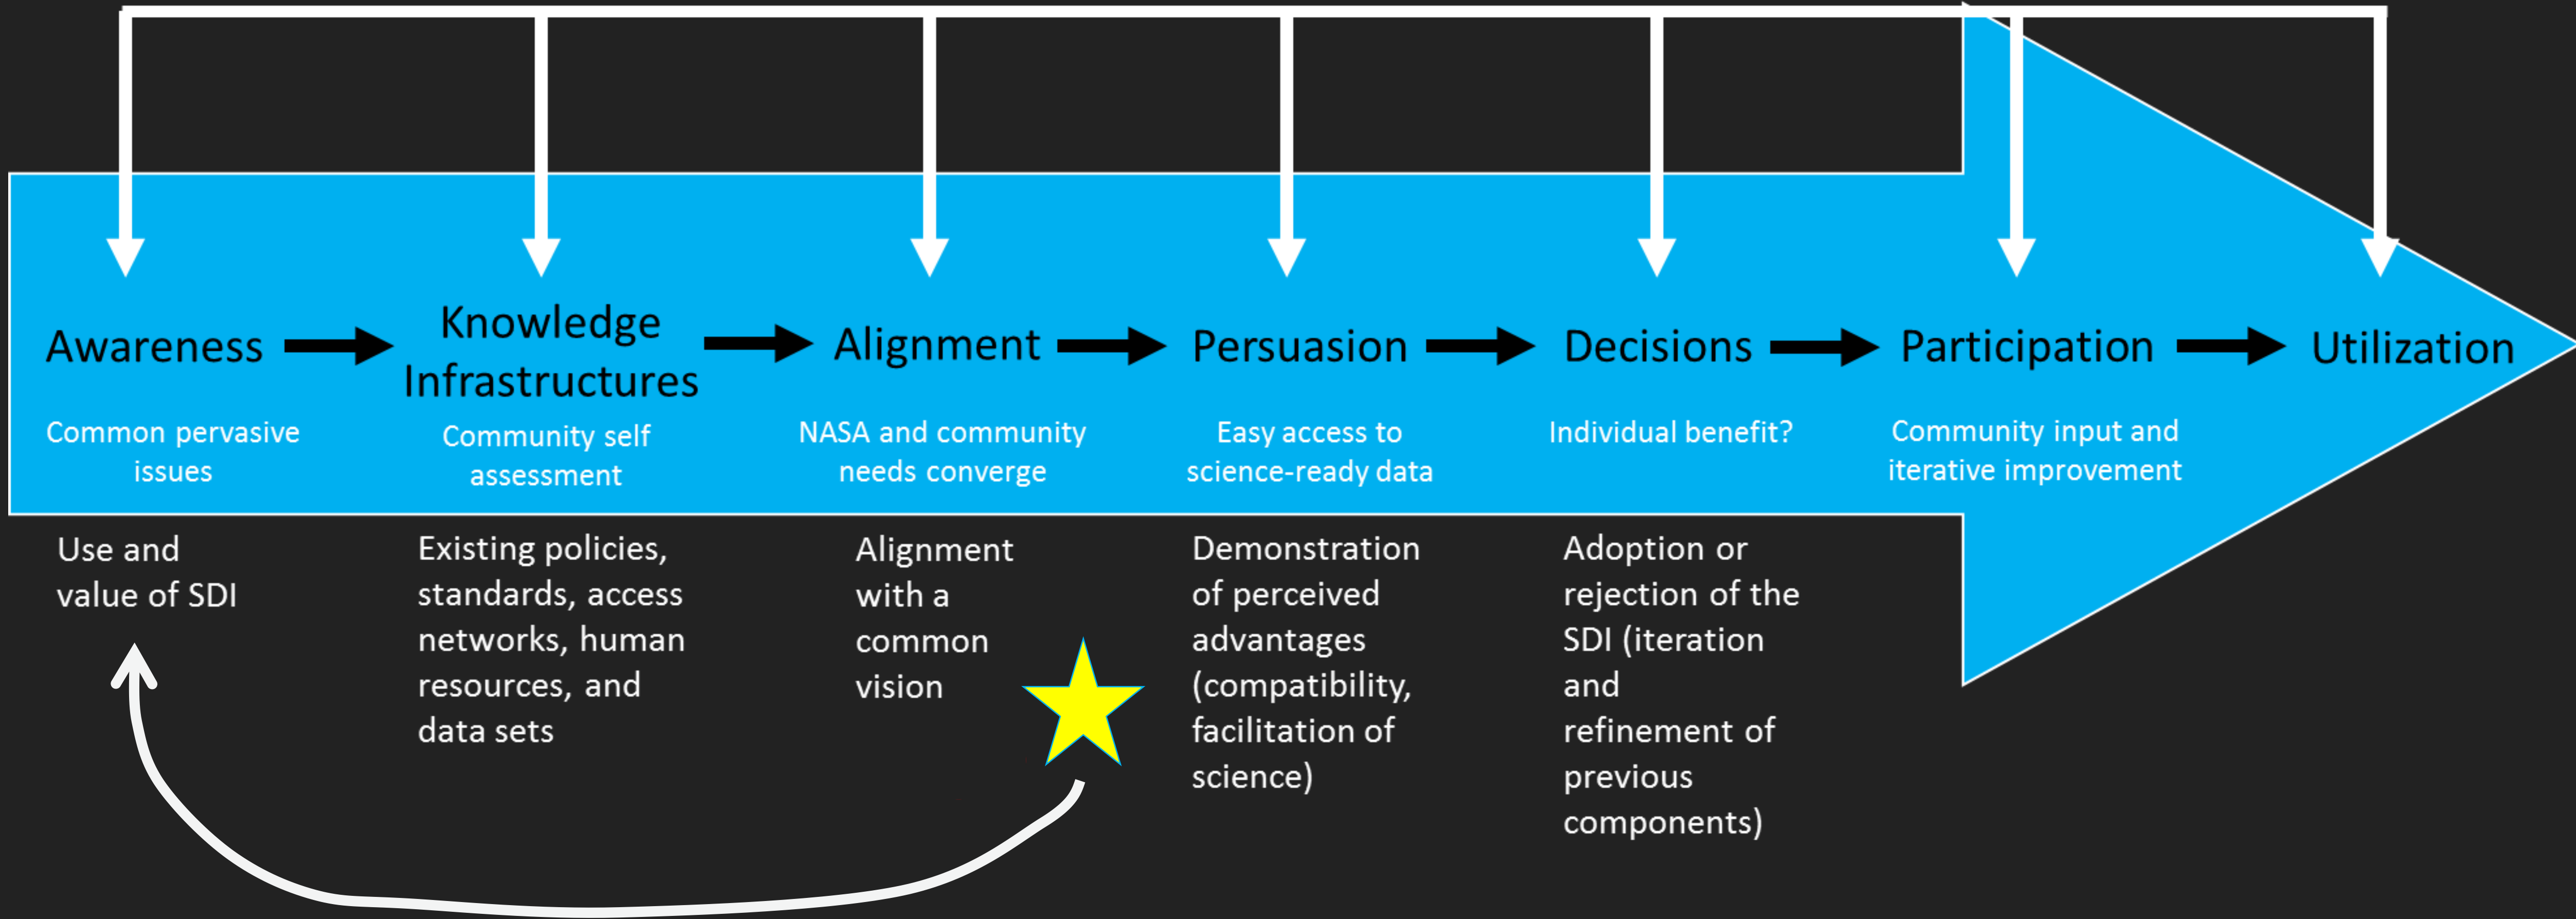 Awareness
Knowledge
Infrastructures
Alignment
Persuasion
Decisions
Participation
Utilization
Common pervasive
issues
Community self
assessment
NASA and community
needs converge
Easy access to
science-ready data
Individual benefit?
Community input and
iterative improvement
Use and
value of SDI
Existing policies,
standards, access
networks, human
resources, and
data sets
Alignment
with a
common
vision
Demonstration
of perceived
advantages
(compatibility,
facilitation of
science)
Adoption or
rejection of the
SDI (iteration
and
refinement of
previous
components)